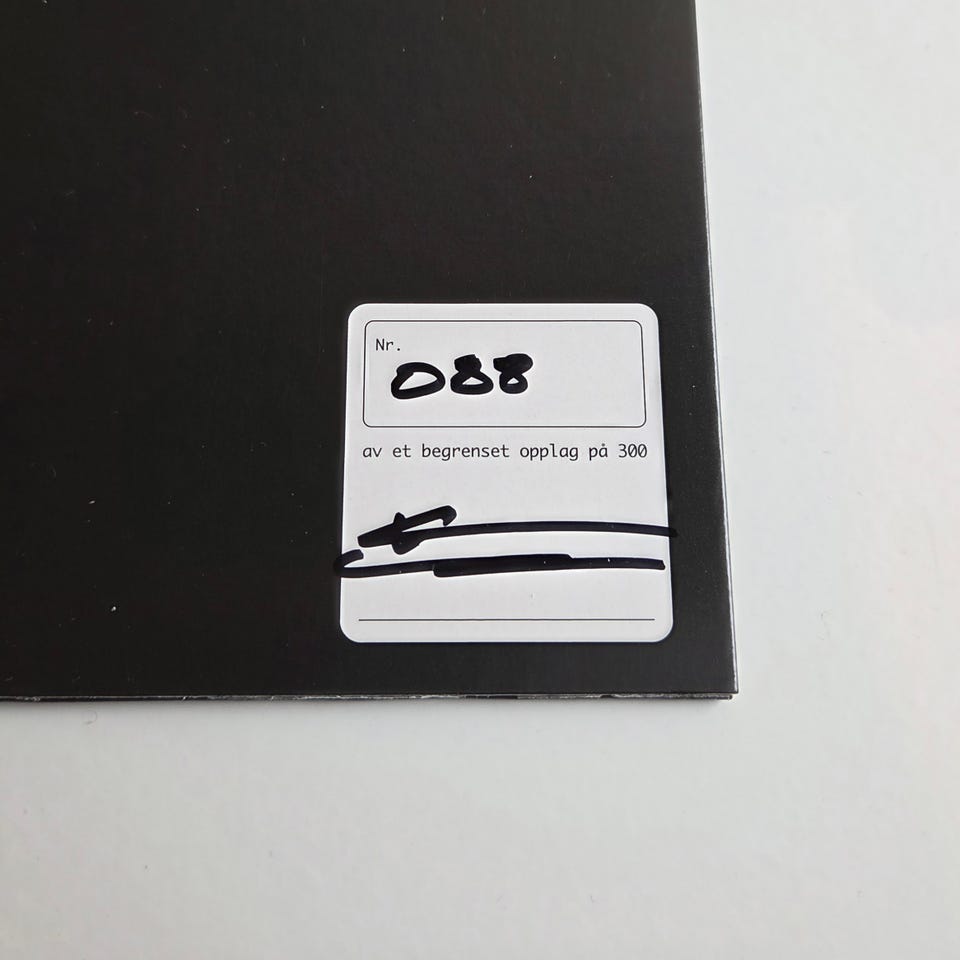 Nr.
088
av et begrenset opplag på 300